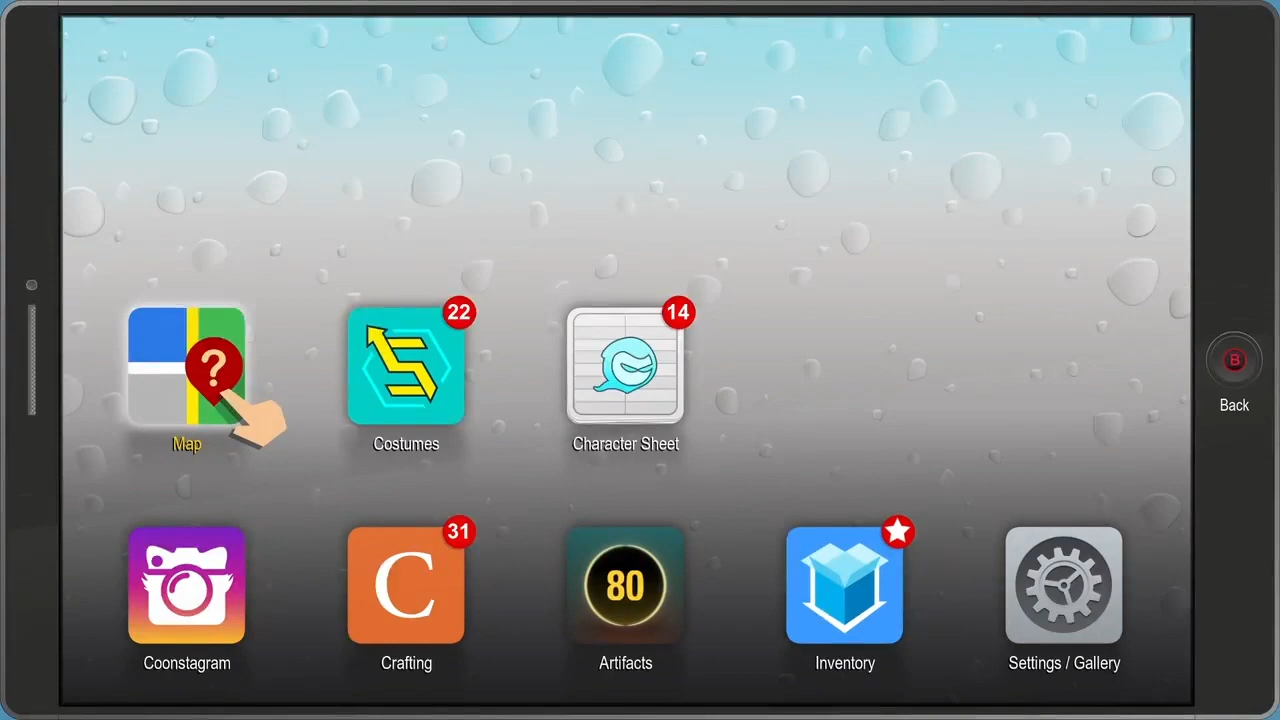 22
14
?
Map
Costumes
Character Sheet
B
Back
31
C
80
Coonstagram
Crafting
Artifacts
Inventory
Settings / Gallery